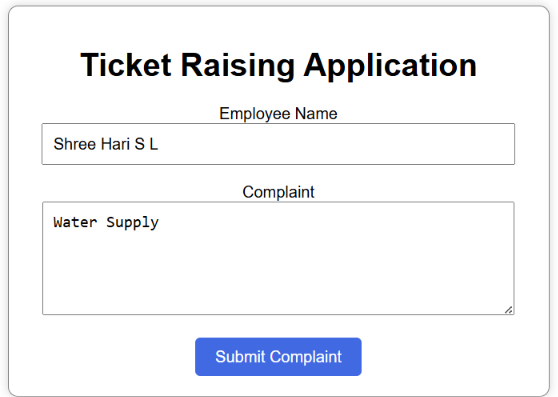 Ticket Raising Application
Employee Name
Shree Hari S L
Complaint
Water Supply
Submit Complaint